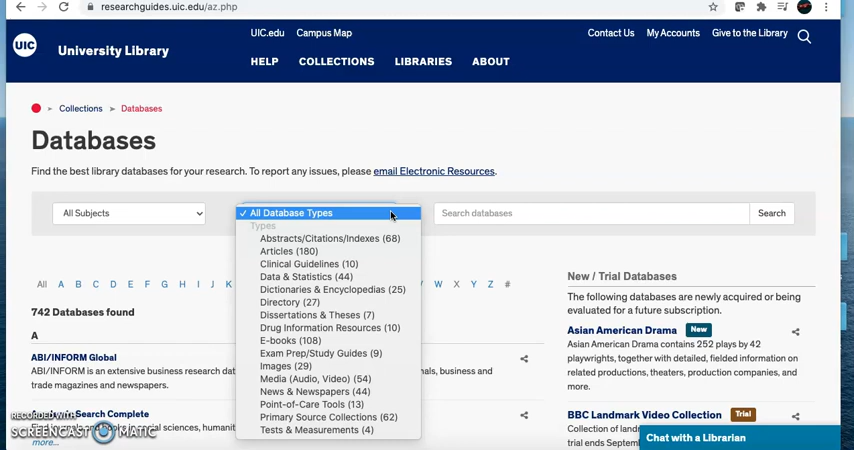 researchguides.uic.edu/az.php
UIC
University Library
UIC.edu Campus Map
Contact Us My Accounts Give to the Library
HELP COLLECTIONS LIBRARIES ABOUT
Collections Databases
Databases
Find the best library databases for your research. To report any issues, please email Electronic Resources.
All Subjects
✓ All Database Types
Search databases
Search
Types
Abstracts/Citations/Indexes (68)
Articles (180)
Clinical Guidelines (10)
Data & Statistics (44)
Dictionaries & Encyclopedias (25)
Directory (27)
Dissertations & Theses (7)
Drug Information Resources (10)
E-books (108)
Exam Prep/Study Guides (9)
Images (29)
Media (Audio, Video) (54)
News & Newspapers (44)
Point-of-Care Tools (13)
Primary Source Collections (62)
Tests & Measurements (4)
All A B C D E F G H I J K V W X Y Z #
742 Databases found
A
ABI/INFORM Global
ABI/INFORM is an extensive business research dat nals, business and
trade magazines and newspapers.
Search Complete
in social sciences, humanit
more...
RECORDED WITH
SCREENCAST MATIC
New / Trial Databases
The following databases are newly acquired or being
evaluated for a future subscription.
Asian American Drama New
Asian American Drama contains 252 plays by 42
playwrights, together with detailed, fielded information on
related productions, theaters, production companies, and
more.
BBC Landmark Video Collection Trial
Collection of land
trial ends Septem
Chat with a Librarian